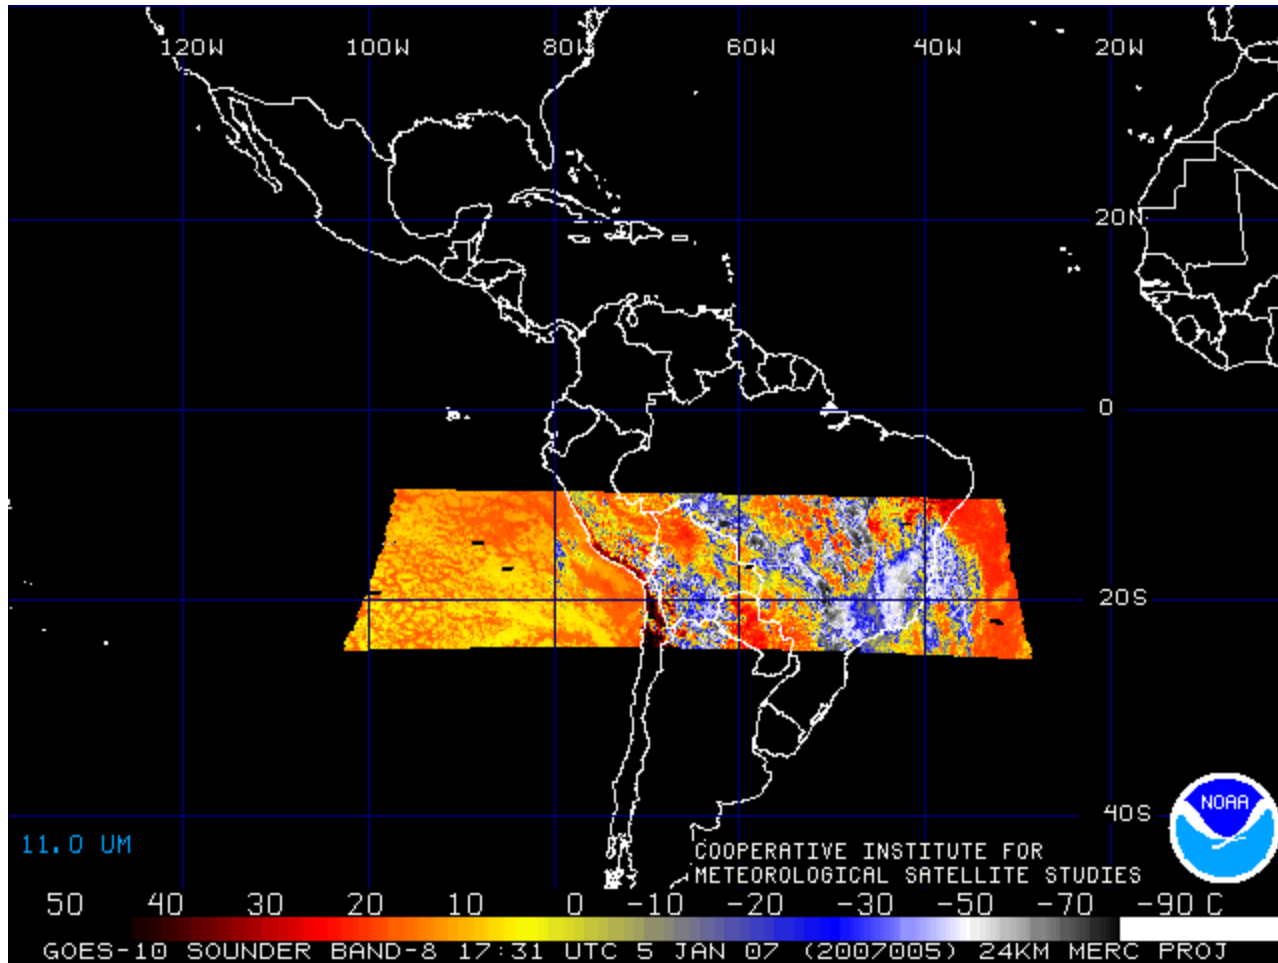 120W 100W 80W 60W 40W 20W
20N
0
20S
40S
NOAA
11.0 UM
COOPERATIVE INSTITUTE FOR
METEOROLOGICAL SATELLITE STUDIES
50 40 30 20 10 0 -10 -20 -30 -50 -70 -90 C
GOES-10 SOUNDER BAND-8 17:31 UTC 5 JAN 07 (2007005) 24KM MERC PROJ